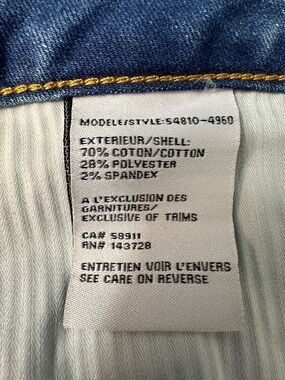 MODELE/STYLE:54810-4960
EXTERIEUR/SHELL:
70% COTON/COTTON
28% POLYESTER
2% SPANDEX
A L'EXCLUSION DES
GARNITURES/
EXCLUSIVE OF TRIMS
CA# 58911
RN# 143728
ENTRETIEN VOIR L'ENVERS
SEE CARE ON REVERSE